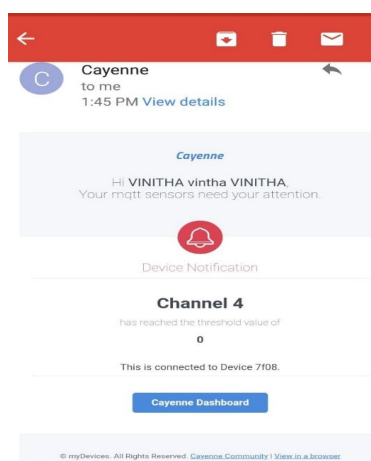 C
Cayenne
to me
1:45 PM View details
Cayenne
Hi VINITHA vintha VINITHA,
Your mqtt sensors need your attention.
Device Notification
Channel 4
has reached the threshold value of
0
This is connected to Device 7f08.
Cayenne Dashboard
© myDevices. All Rights Reserved. Cayenne Community | View in a browser